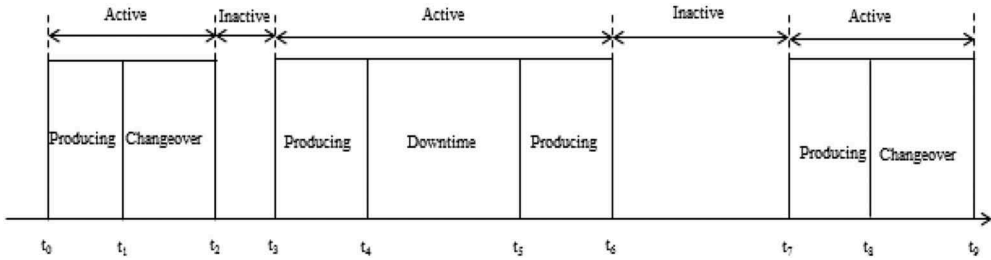 Active Inactive Active Inactive Active
Producing Changeover Producing Downtime Producing Producing Changeover
t0 t1 t2 t3 t4 t5 t6 t7 t8 t9